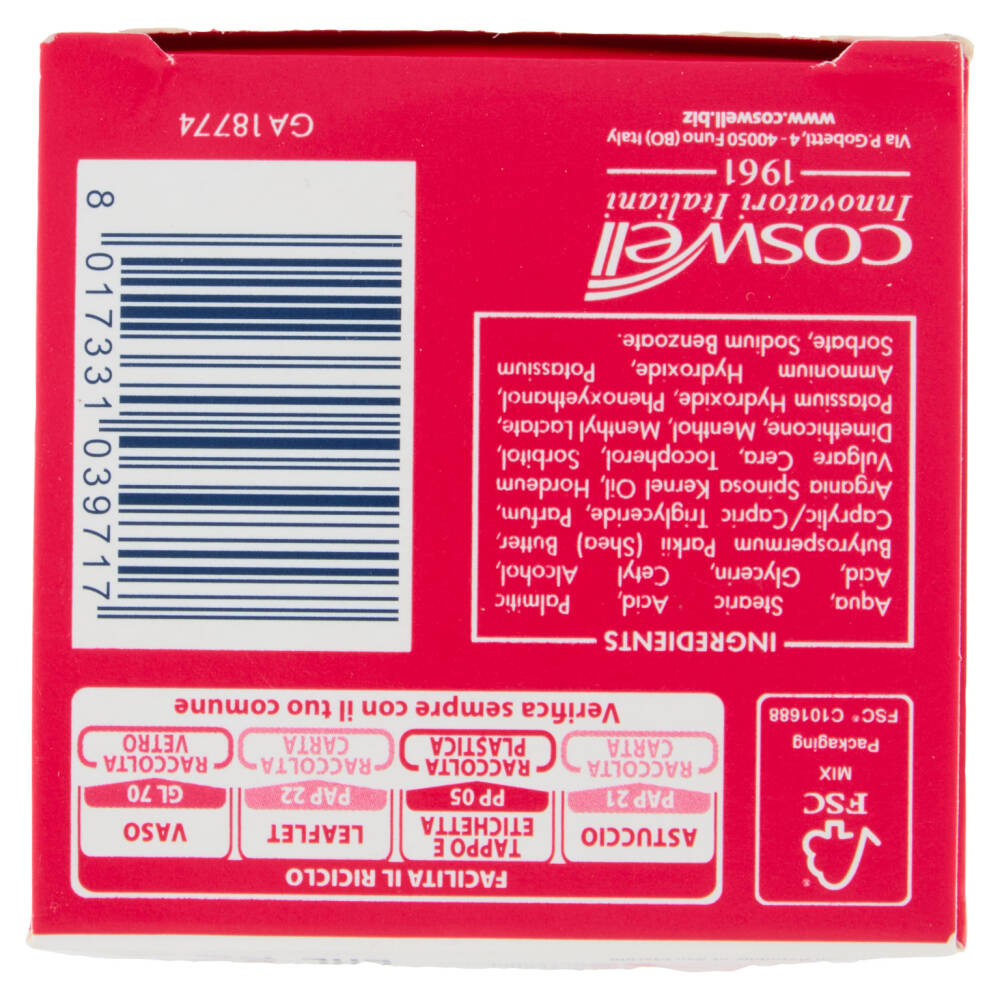 FACILITA IL RICICLO
ASTUCCIO
PAP 21
RACCOLTA
CARTA
TAPPO E
ETICHETTA
PP 05
RACCOLTA
PLASTICA
LEAFLET
PAP 22
RACCOLTA
CARTA
VASO
GL 70
RACCOLTA
VETRO
Verifica sempre con il tuo comune
FSC
MIX
Packaging
FSC® C101688
INGREDIENTS
Aqua, Stearic Acid, Palmitic
Acid, Glycerin, Cetyl Alcohol,
Butyrospermum Parkii (Shea) Butter,
Caprylic/Capric Triglyceride, Parfum,
Argania Spinosa Kernel Oil, Hordeum
Vulgare Cera, Tocopherol, Sorbitol,
Dimethicone, Menthol, Menthyl Lactate,
Potassium Hydroxide, Phenoxyethanol,
Ammonium Hydroxide, Potassium
Sorbate, Sodium Benzoate.
coswell
Innovatori Italiani
1961
Via P. Gobetti, 4 - 40050 Funo (BO) Italy
www.coswell.biz
8 017331 039717
GA18774